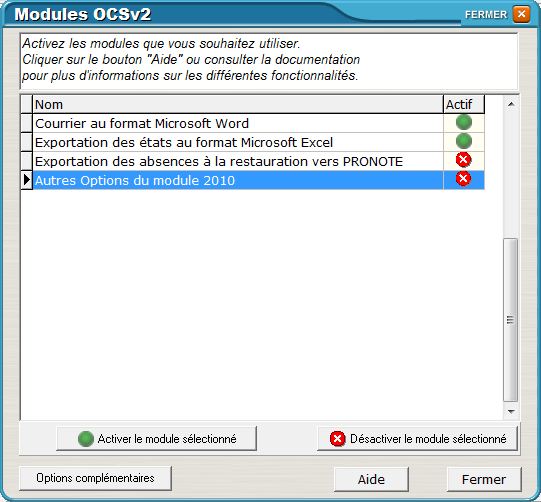 Modules OCSv2 FERMER
Activez les modules que vous souhaitez utiliser.
Cliquer sur le bouton "Aide" ou consulter la documentation
pour plus d'informations sur les différentes fonctionnalités.
Nom Actif
Courrier au format Microsoft Word
Exportation des états au format Microsoft Excel
Exportation des absences à la restauration vers PRONOTE
Autres Options du module 2010
Activer le module sélectionné Désactiver le module sélectionné
Options complémentaires Aide Fermer